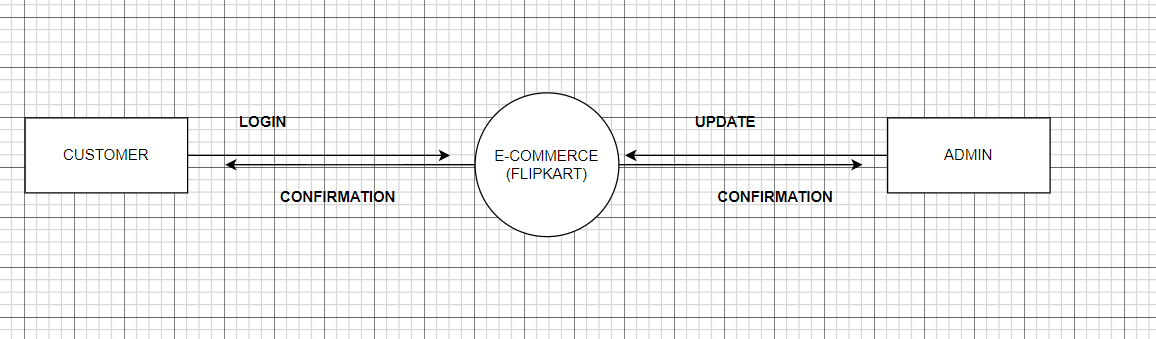 LOGIN
UPDATE
CUSTOMER
E-COMMERCE
(FLIPKART)
ADMIN
CONFIRMATION
CONFIRMATION